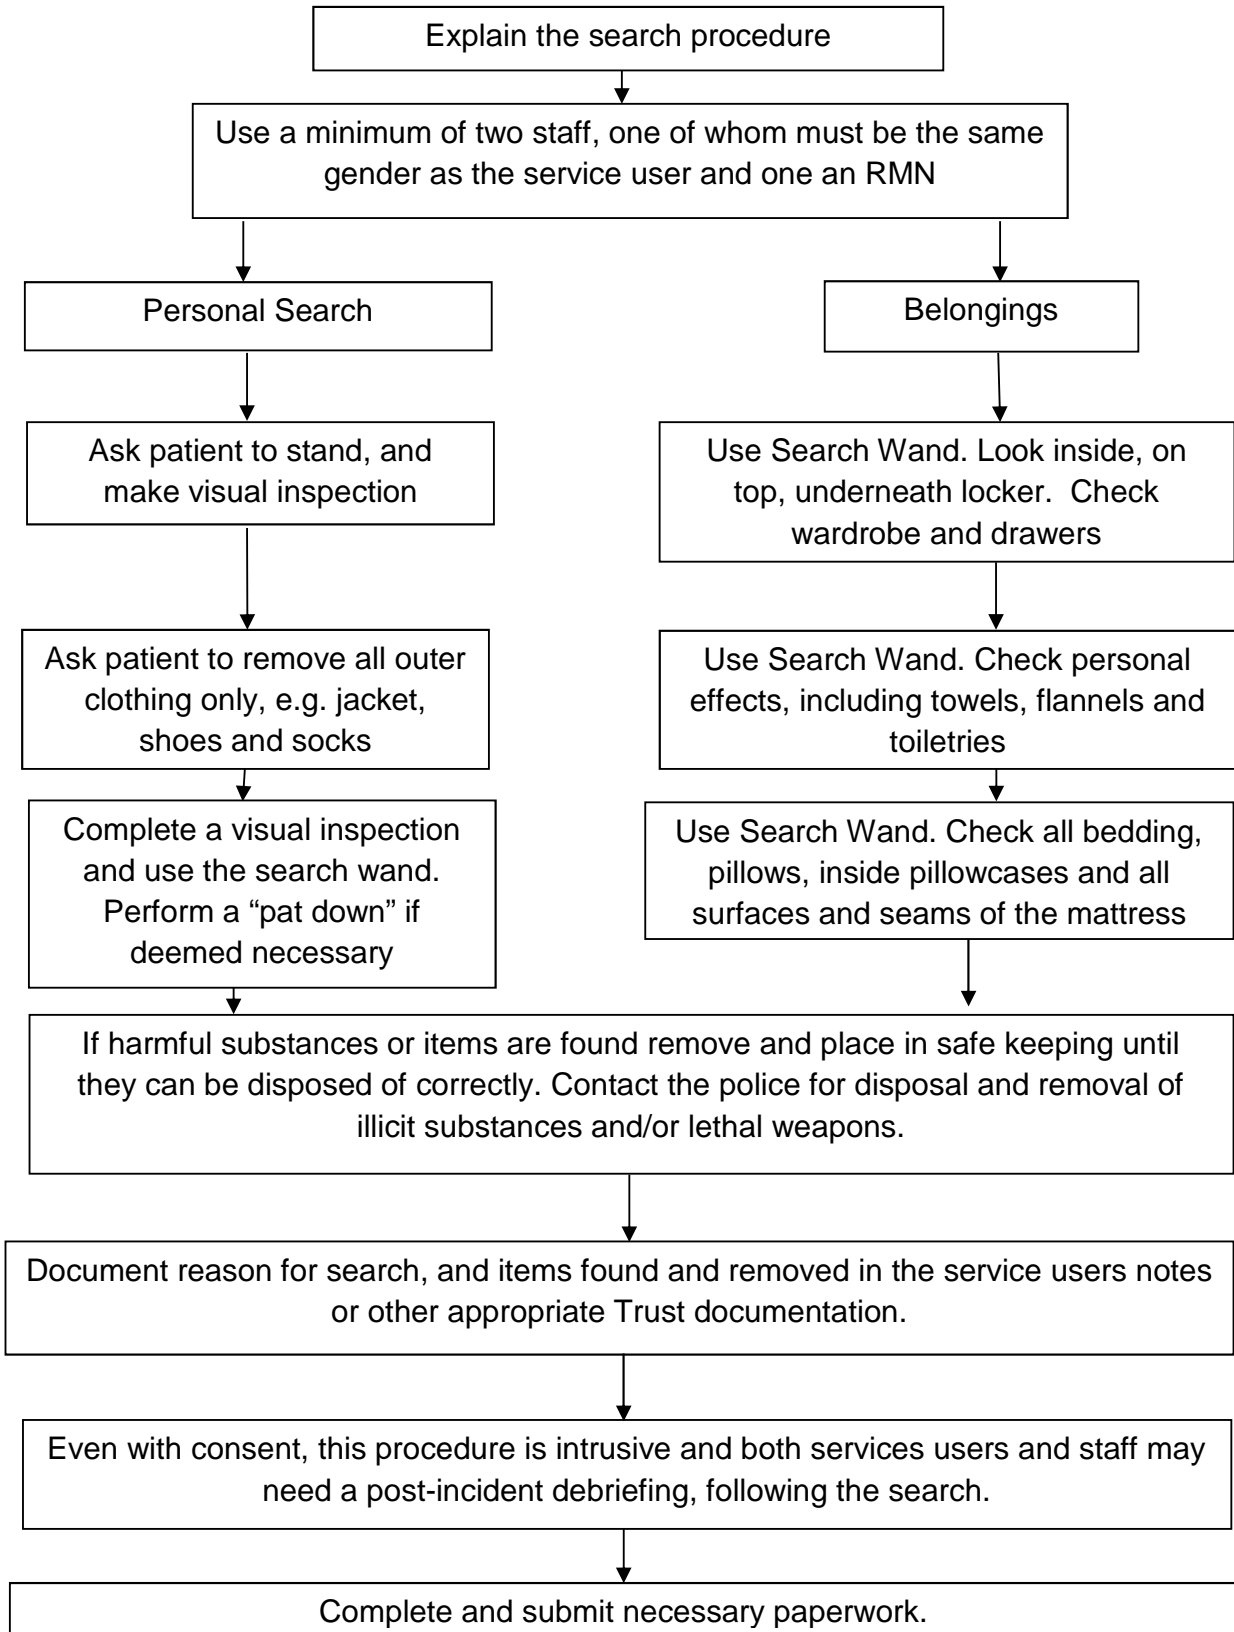 Explain the search procedure
Use a minimum of two staff, one of whom must be the same
gender as the service user and one an RMN
Personal Search
Belongings
Ask patient to stand, and
make visual inspection
Use Search Wand. Look inside, on
top, underneath locker.  Check
wardrobe and drawers
Ask patient to remove all outer
clothing only, e.g. jacket,
shoes and socks
Use Search Wand. Check personal
effects, including towels, flannels and
toiletries
Complete a visual inspection
and use the search wand.
Perform a “pat down” if
deemed necessary
Use Search Wand. Check all bedding,
pillows, inside pillowcases and all
surfaces and seams of the mattress
If harmful substances or items are found remove and place in safe keeping until
they can be disposed of correctly. Contact the police for disposal and removal of
illicit substances and/or lethal weapons.
Document reason for search, and items found and removed in the service users notes
or other appropriate Trust documentation.
Even with consent, this procedure is intrusive and both services users and staff may
need a post-incident debriefing, following the search.
Complete and submit necessary paperwork.